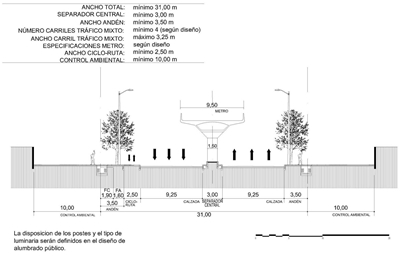 ANCHO TOTAL: mínimo 31,00 m
SEPARADOR CENTRAL: mínimo 3,00 m
ANCHO ANDÉN: mínimo 3,50 m
NÚMERO CARRILES TRÁFICO MIXTO: mínimo 4 (según diseño)
ANCHO CARRIL TRÁFICO MIXTO: máximo 3,25 m
ESPECIFICACIONES METRO: según diseño
ANCHO CICLO-RUTA: mínimo 2,50 m
CONTROL AMBIENTAL: mínimo 10,00 m
9,50
METRO
1,50
FC FA
1,90 1,60 2,50 9,25 3,00 9,25 3,50
10,00 3,50 CICLO-RUTA CALZADA SEPARADOR CENTRAL CALZADA ANDÉN 10,00
CONTROL AMBIENTAL ANDÉN 31,00 CONTROL AMBIENTAL
La disposicion de los postes y el tipo de
luminaria serán definidos en el diseño de
alumbrado público.